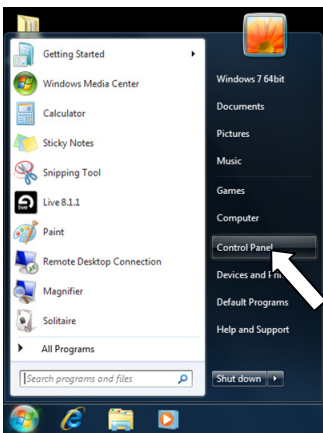 Getting Started
Windows Media Center
Calculator
Sticky Notes
Snipping Tool
Live 8.1.1
Paint
Remote Desktop Connection
Magnifier
Solitaire
All Programs
Search programs and files
Windows 7 64bit
Documents
Pictures
Music
Games
Computer
Control Panel
Devices and
Default Programs
Help and Support
Shut down